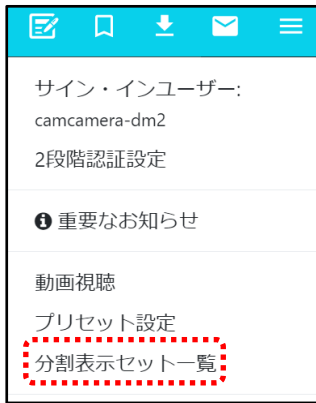 サイン・インユーザー:
camcamera-dm2
2段階認証設定
重要なお知らせ
動画視聴
プリセット設定
分割表示セット一覧